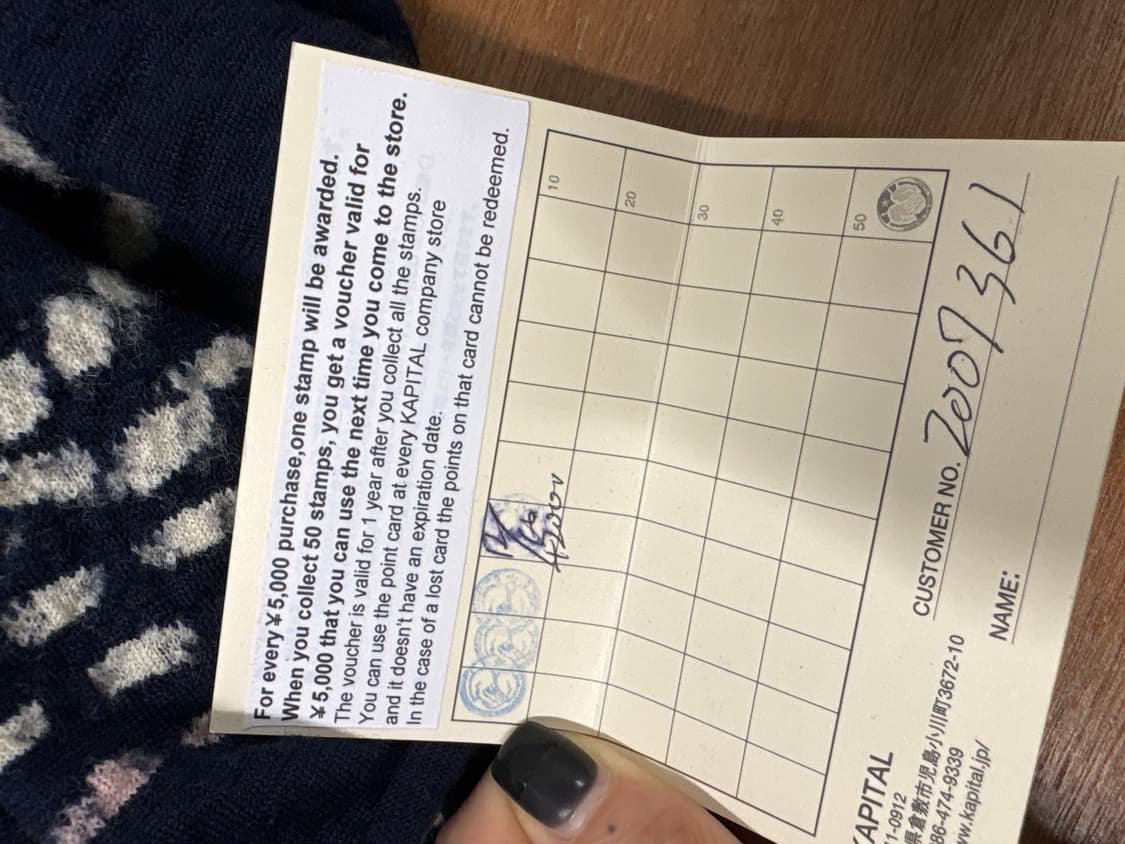 For every¥5,000 purchase,one stamp will be awarded.
When you collect 50 stamps, you get a voucher valid for
¥5,000 that you can use the next time you come to the store.
The voucher is valid for 1 year after you collect all the stamps.
You can use the point card at every KAPITAL company store
and it doesn't have an expiration date.
In the case of a lost card the points on that card cannot be redeemed.
10
20
30
40
50
CUSTOMER NO. 2007361
NAME:
KAPITAL
1-0912
県倉敷市児島小川町3672-10
86-474-9339
w.kapital.jp/